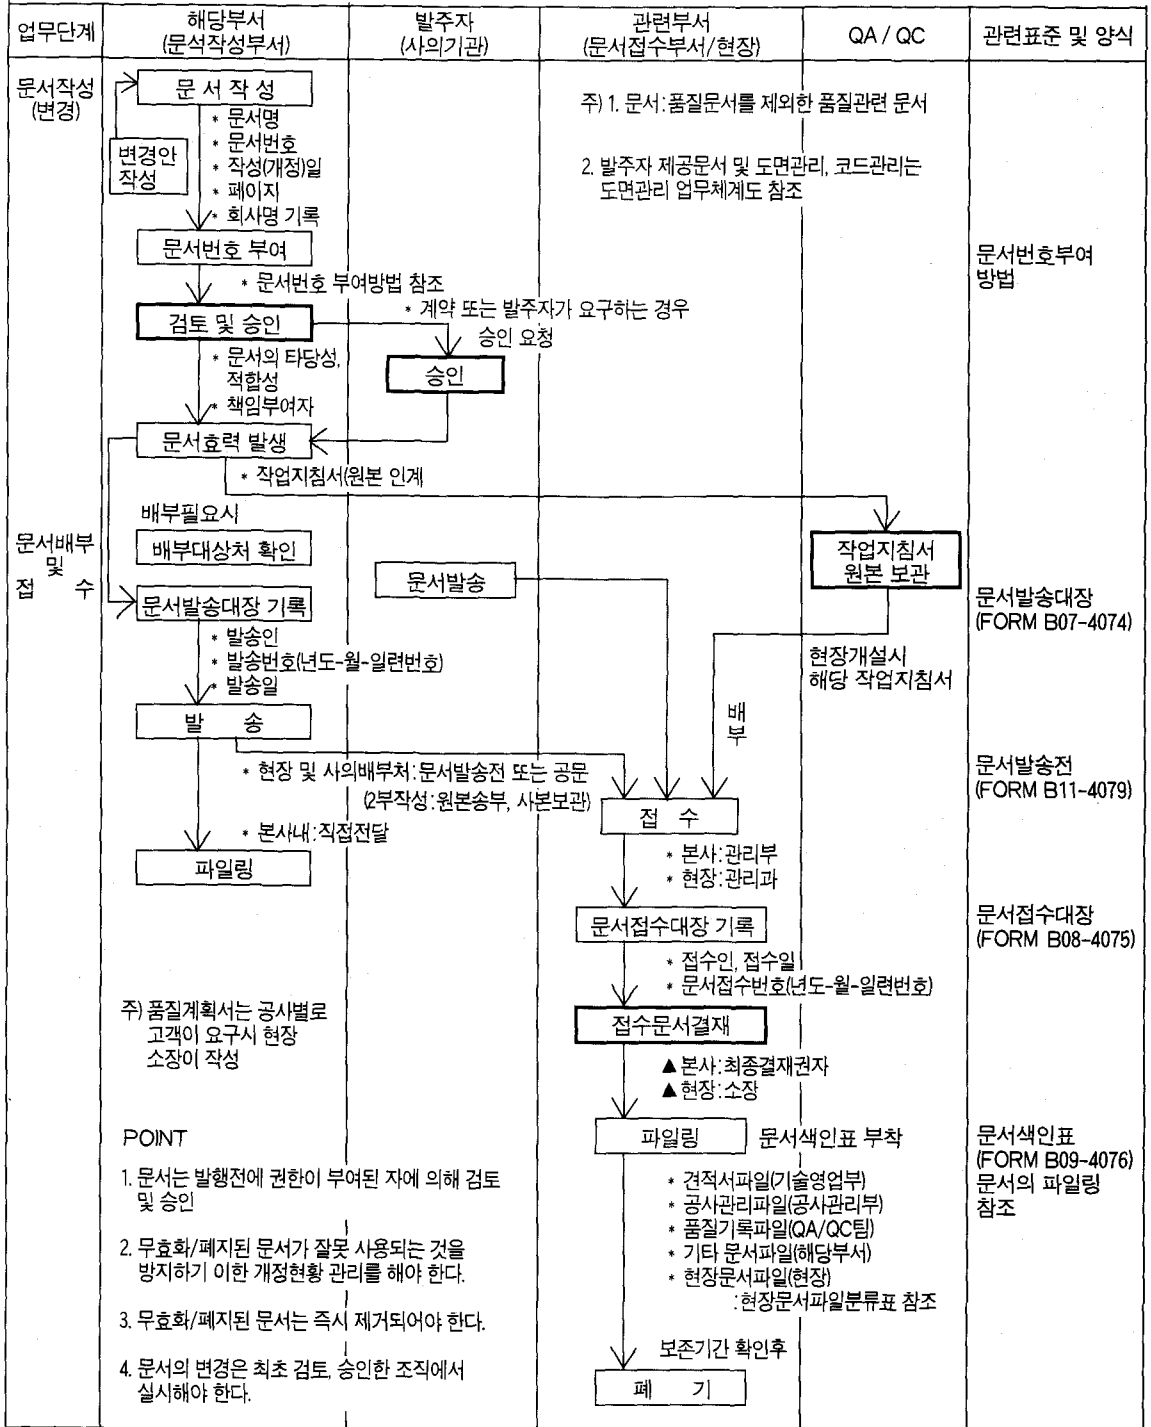 업무단계
해당부서
(문석작성부서)
발주자
(사의기관)
관련부서
(문서접수부서/현장)
QA / QC
관련표준 및 양식
문서작성
(변경)
문 서 작 성
* 문서명
* 문서번호
* 작성(개정)일
* 페이지
* 회사명 기록
변경안
작성
주) 1. 문서:품질문서를 제외한 품질관련 문서
2. 발주자 제공문서 및 도면관리, 코드관리는
도면관리 업무체계도 참조
문서번호 부여
* 문서번호 부여방법 참조
문서번호부여
방법
검토 및 승인
* 계약 또는 발주자가 요구하는 경우
승인 요청
* 문서의 타당성,
적합성
* 책임부여자
승인
문서효력 발생
* 작업지침서(원본 인계
문서배부
및
접 수
배부필요시
배부대상처 확인
문서발송
작업지침서
원본 보관
문서발송대장 기록
문서발송대장
(FORM B07-4074)
* 발송인
* 발송번호(년도-월-일련번호)
* 발송일
현장개설시
해당 작업지침서
배
부
발 송
* 현장 및 사의배부처:문서발송전 또는 공문
(2부작성:원본송부, 사본보관)
문서발송전
(FORM B11-4079)
접 수
* 본사내:직접전달
파일링
* 본사:관리부
* 현장:관리과
문서접수대장 기록
문서접수대장
(FORM B08-4075)
* 접수인, 접수일
* 문서접수번호(년도-월-일련번호)
주) 품질계획서는 공사별로
고객이 요구시 현장
소장이 작성
접수문서결재
▲본사:최종결재권자
▲현장:소장
파일링
문서색인표 부착
문서색인표
(FORM B09-4076)
문서의 파일링
참조
* 견적서파일(기술영업부)
* 공사관리파일(공사관리부)
* 품질기록파일(QA/QC팀)
* 기타 문서파일(해당부서)
* 현장문서파일(현장)
:현장문서파일분류표 참조
POINT
1. 문서는 발행전에 권한이 부여된 자에 의해 검토
및 승인
2. 무효화/폐지된 문서가 잘못 사용되는 것을
방지하기 이한 개정현황 관리를 해야 한다.
3. 무효화/폐지된 문서는 즉시 제거되어야 한다.
4. 문서의 변경은 최초 검토, 승인한 조직에서
실시해야 한다.
보존기간 확인후
폐 기